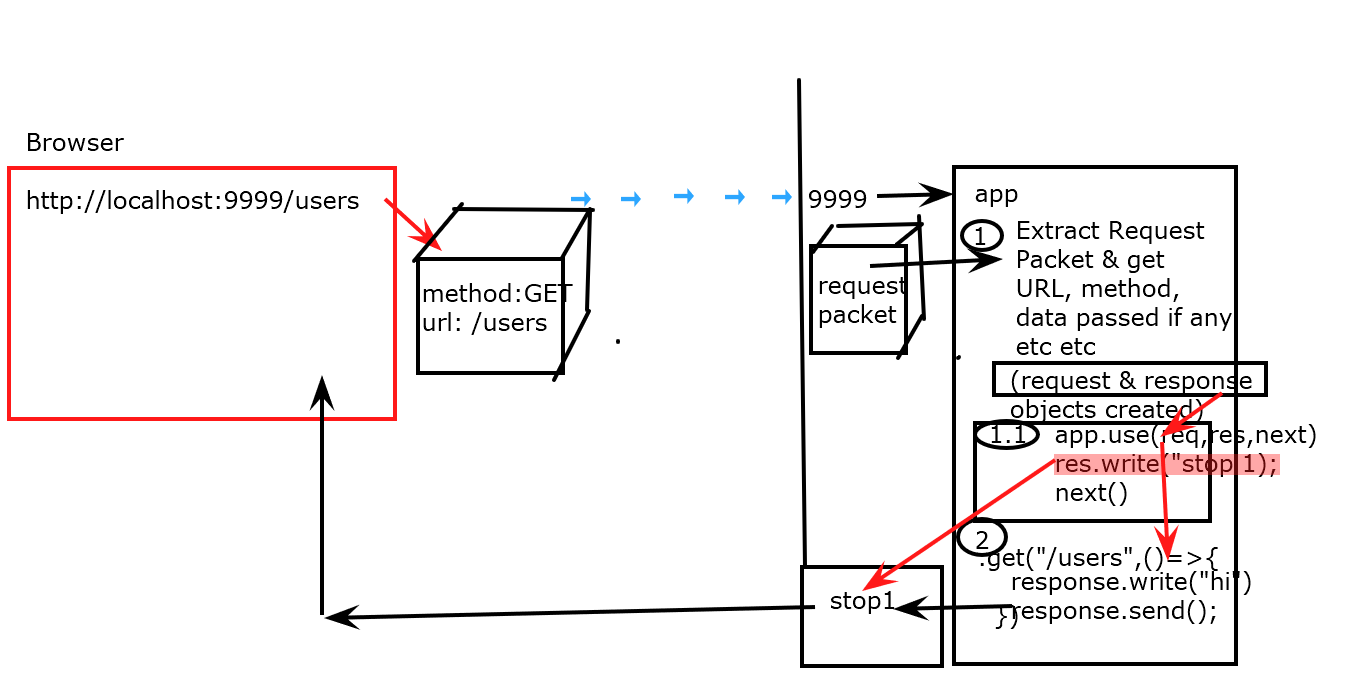 Browser
http://localhost:9999/users
method:GET
url: /users
9999
request
packet
app
1
Extract Request
Packet & get
URL, method,
data passed if any
etc etc
(request & response
objects created)
1.1
app.use(req,res,next)
res.write("stop 1);
next()
2
.get("/users",()=>{
response.write("hi")
response.send();
})
stop1